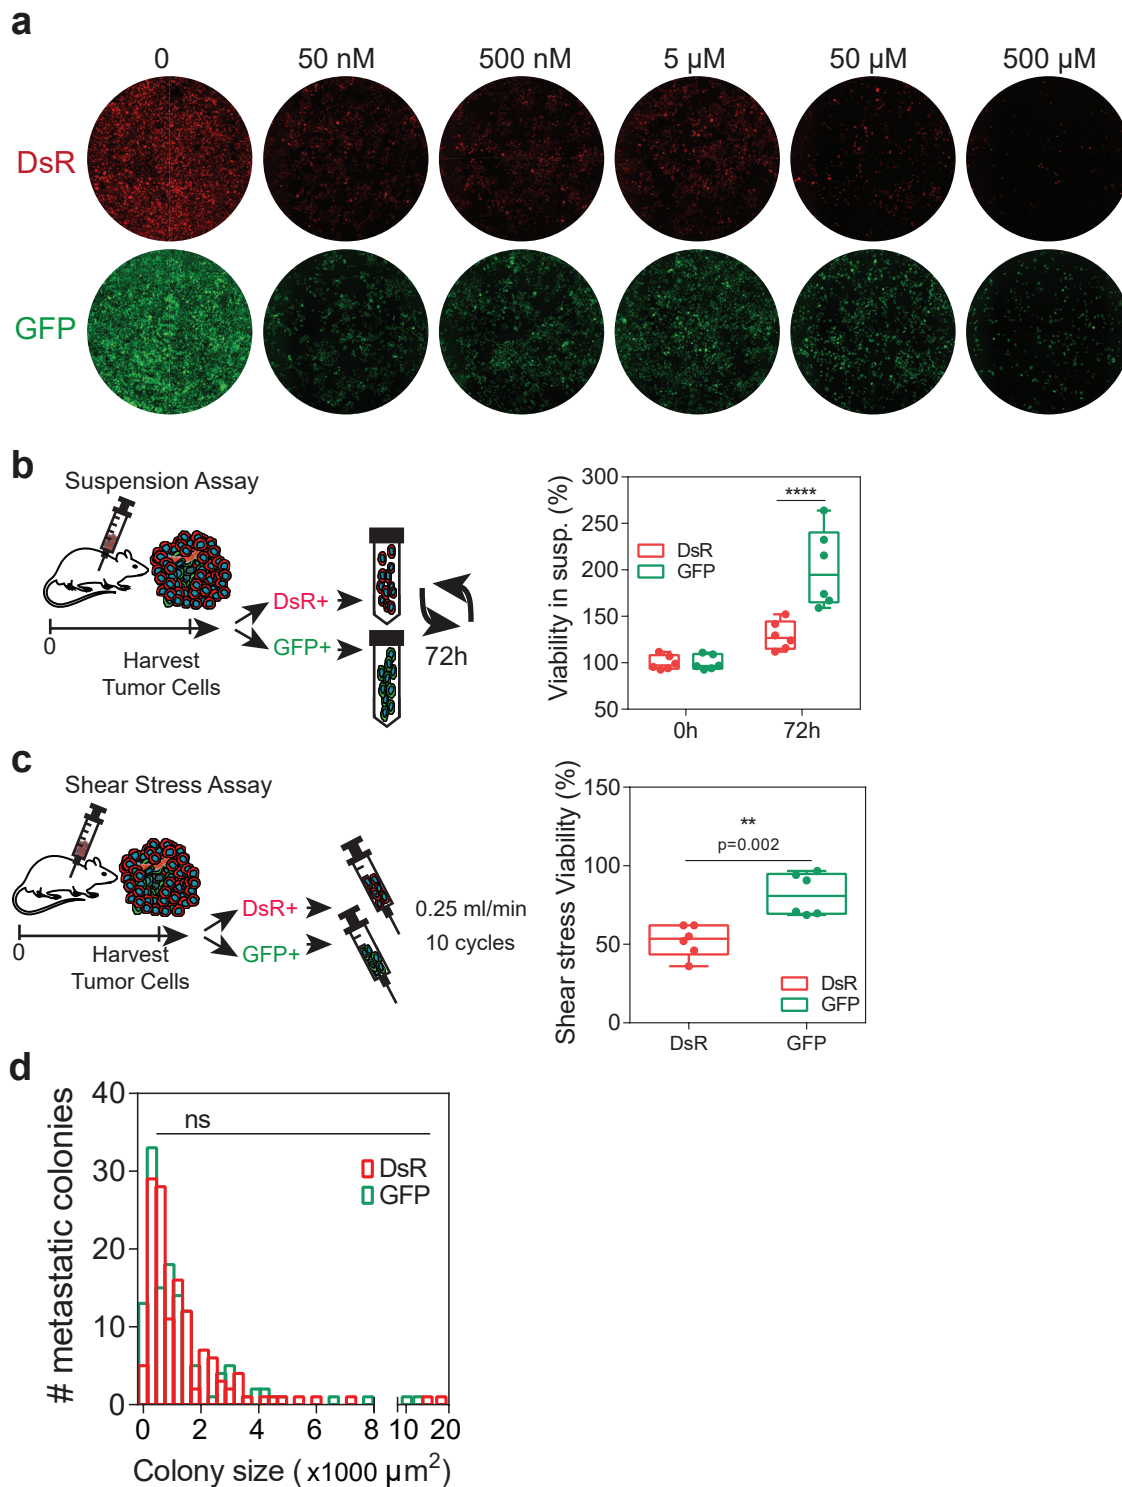 a
0 50 nM 500 nM 5 µM 50 µM 500 µM
DsR
GFP
b
Suspension Assay
0
Harvest
Tumor Cells
DsR+
GFP+
72h
Viability in susp. (%)
300
250
200
150
100
50
****
DsR
GFP
0h 72h
c
Shear Stress Assay
0
Harvest
Tumor Cells
DsR+
GFP+
0.25 ml/min
10 cycles
Shear stress Viability (%)
150
100
50
0
**
p=0.002
DsR
GFP
DsR GFP
d
# metastatic colonies
40
30
20
10
0
ns
DsR
GFP
0 2 4 6 8 10 20
Colony size ( x1000 µm²)